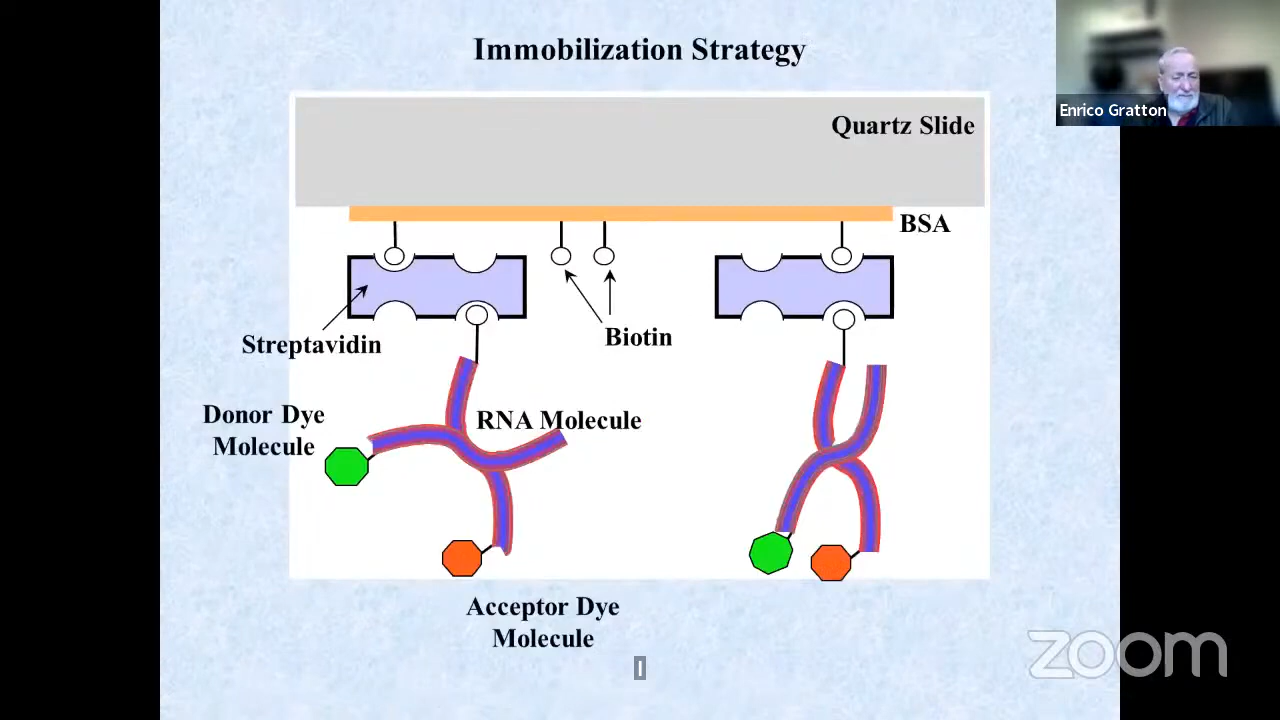 Immobilization Strategy
Enrico Gratton
Quartz Slide
BSA
Streptavidin
Biotin
Donor Dye
Molecule
RNA Molecule
Acceptor Dye
Molecule
I
zoom